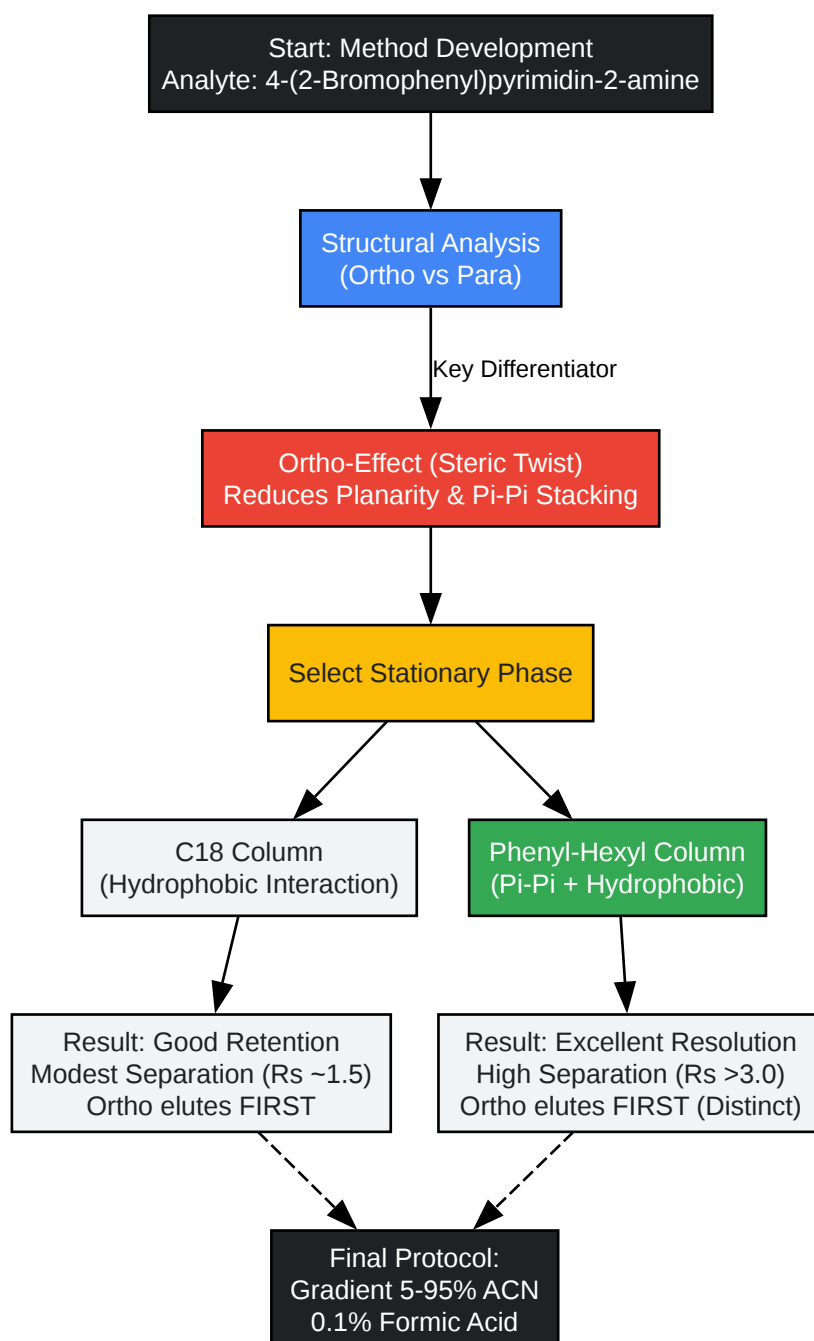 Start: Method Development
Analyte: 4-(2-Bromophenyl)pyrimidin-2-amine
Structural Analysis
(Ortho vs Para)
Key Differentiator
Ortho-Effect (Steric Twist)
Reduces Planarity & Pi-Pi Stacking
Select Stationary Phase
C18 Column
(Hydrophobic Interaction)
Phenyl-Hexyl Column
(Pi-Pi + Hydrophobic)
Result: Good Retention
Modest Separation (Rs ~1.5)
Ortho elutes FIRST
Result: Excellent Resolution
High Separation (Rs >3.0)
Ortho elutes FIRST (Distinct)
Final Protocol:
Gradient 5-95% ACN
0.1% Formic Acid